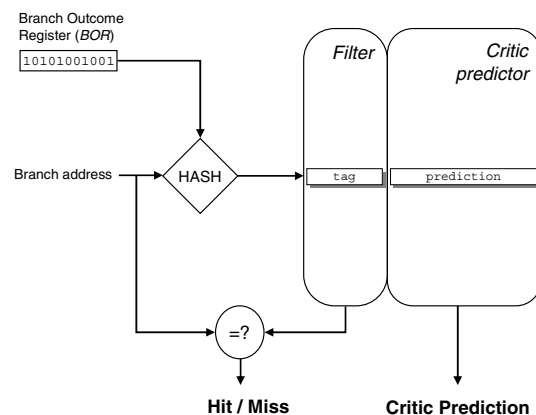 Branch Outcome
Register (BOR)
10101001001
Filter
Critic
predictor
Branch address
HASH
tag
prediction
=?
Hit / Miss
Critic Prediction